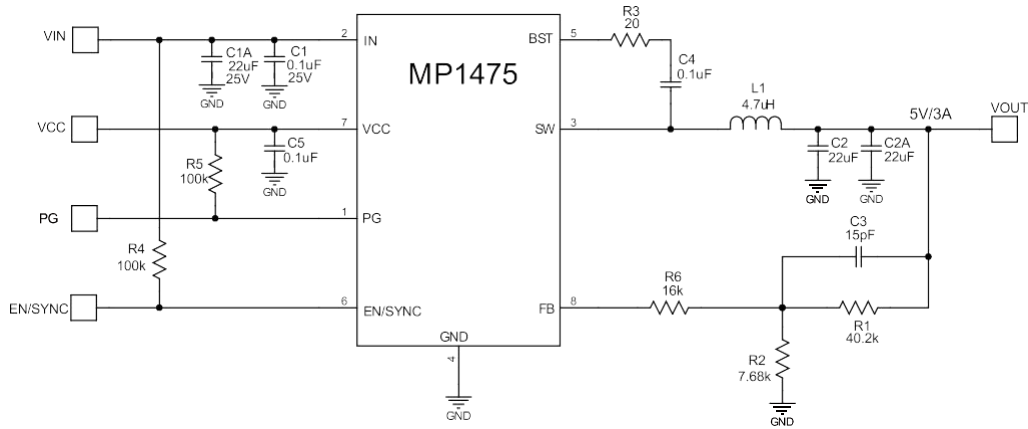 VIN
2
IN
C1A
22uF
25V
GND
C1
0.1uF
25V
GND
MP1475
BST
5
R3
20
C4
0.1uF
VCC
7
VCC
C5
0.1uF
GND
R5
100k
SW
3
L1
4.7uH
5V/3A
VOUT
C2
22uF
GND
C2A
22uF
GND
PG
1
PG
R4
100k
C3
15pF
EN/SYNC
6
EN/SYNC
FB
8
R6
16k
R1
40.2k
R2
7.68k
GND
GND
4
GND